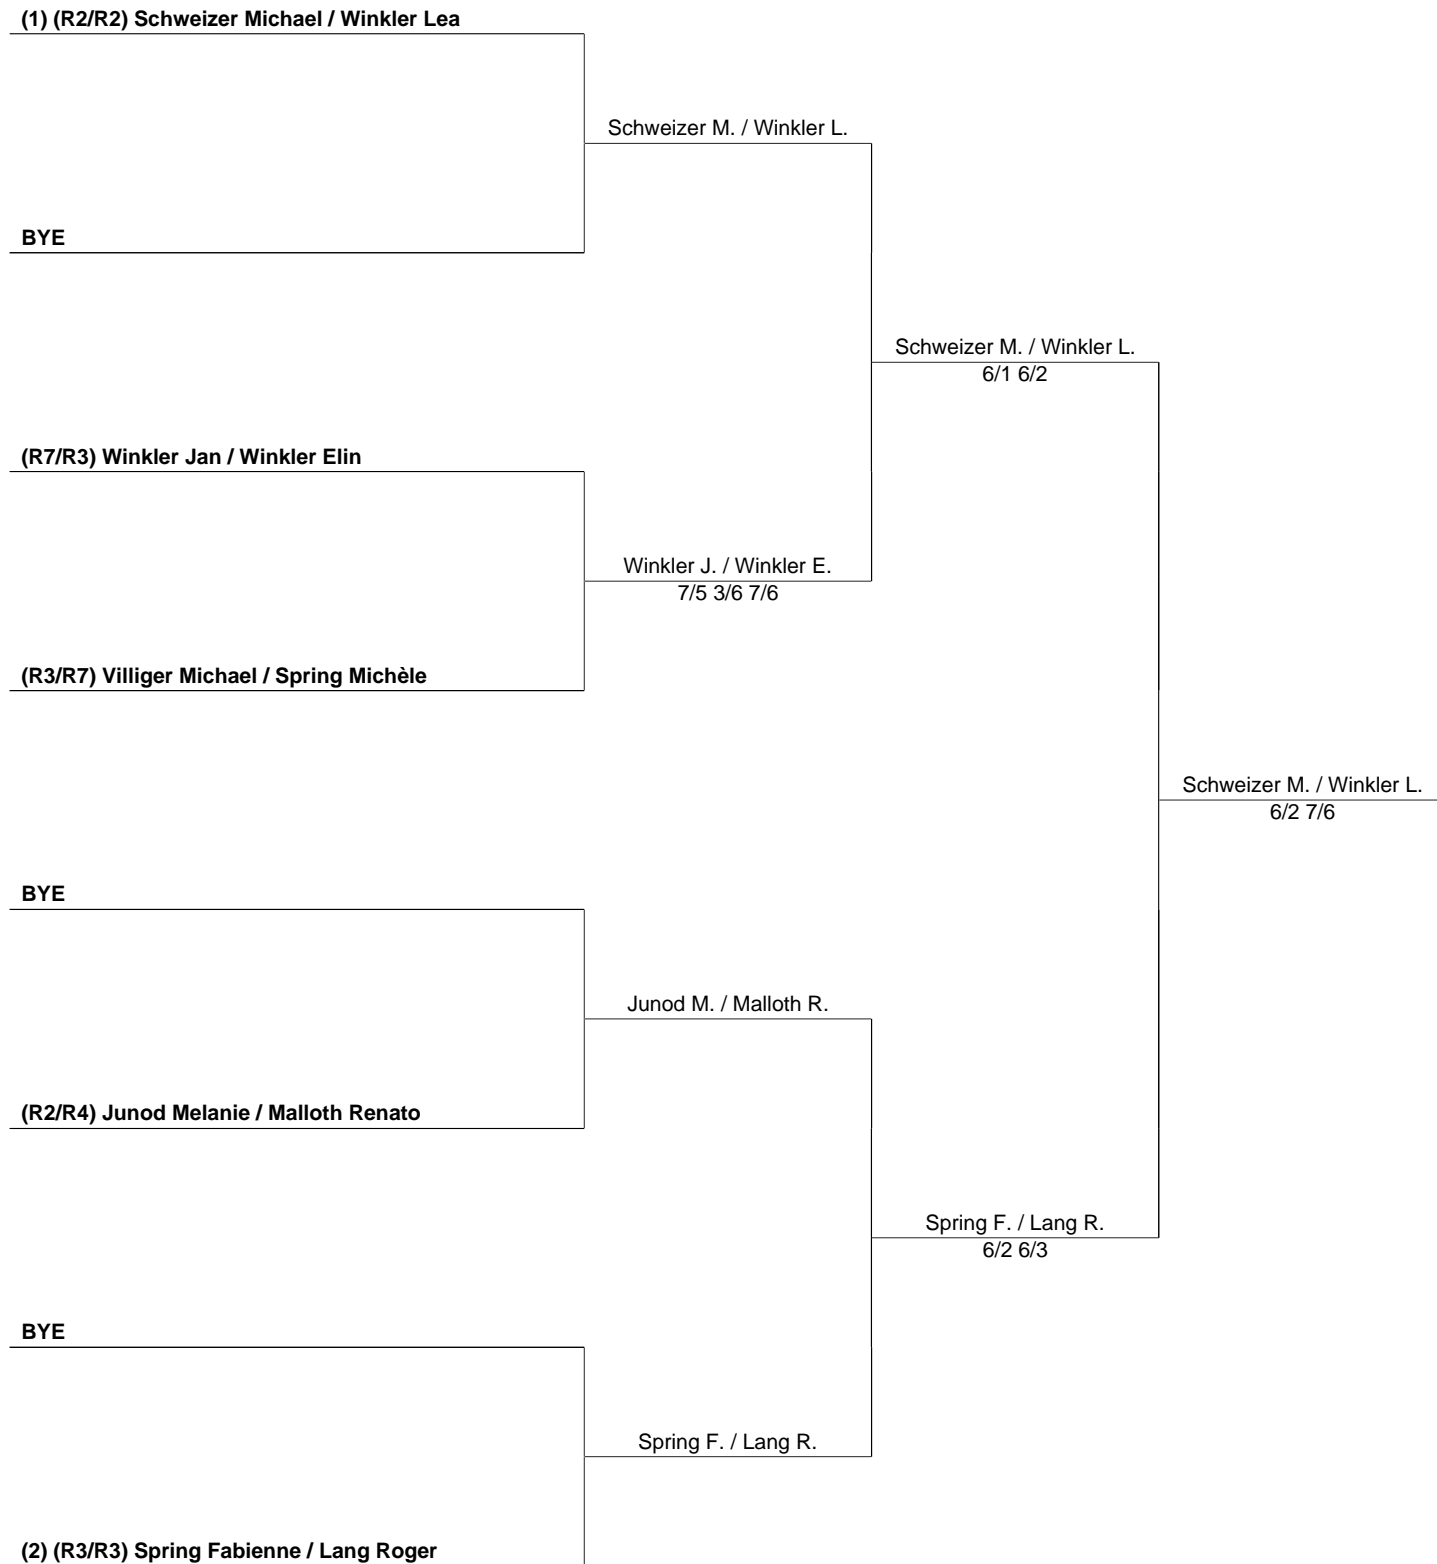 (1) (R2/R2) Schweizer Michael / Winkler Lea
Schweizer M. / Winkler L.
BYE
Schweizer M. / Winkler L.
6/1 6/2
(R7/R3) Winkler Jan / Winkler Elin
Winkler J. / Winkler E.
7/5 3/6 7/6
(R3/R7) Villiger Michael / Spring Michèle
Schweizer M. / Winkler L.
6/2 7/6
BYE
Junod M. / Malloth R.
(R2/R4) Junod Melanie / Malloth Renato
Spring F. / Lang R.
6/2 6/3
BYE
Spring F. / Lang R.
(2) (R3/R3) Spring Fabienne / Lang Roger